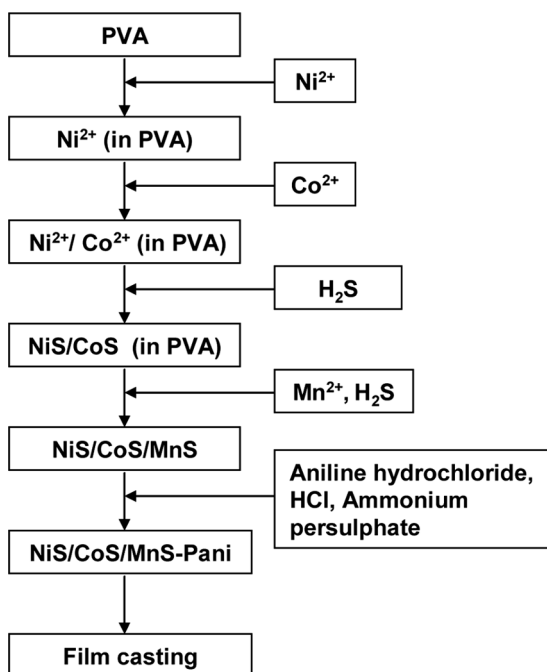 PVA
Ni²⁺
Ni²⁺ (in PVA)
Co²⁺
Ni²⁺/ Co²⁺ (in PVA)
H₂S
NiS/CoS (in PVA)
Mn²⁺, H₂S
NiS/CoS/MnS
Aniline hydrochloride,
HCl, Ammonium
persulphate
NiS/CoS/MnS-Pani
Film casting